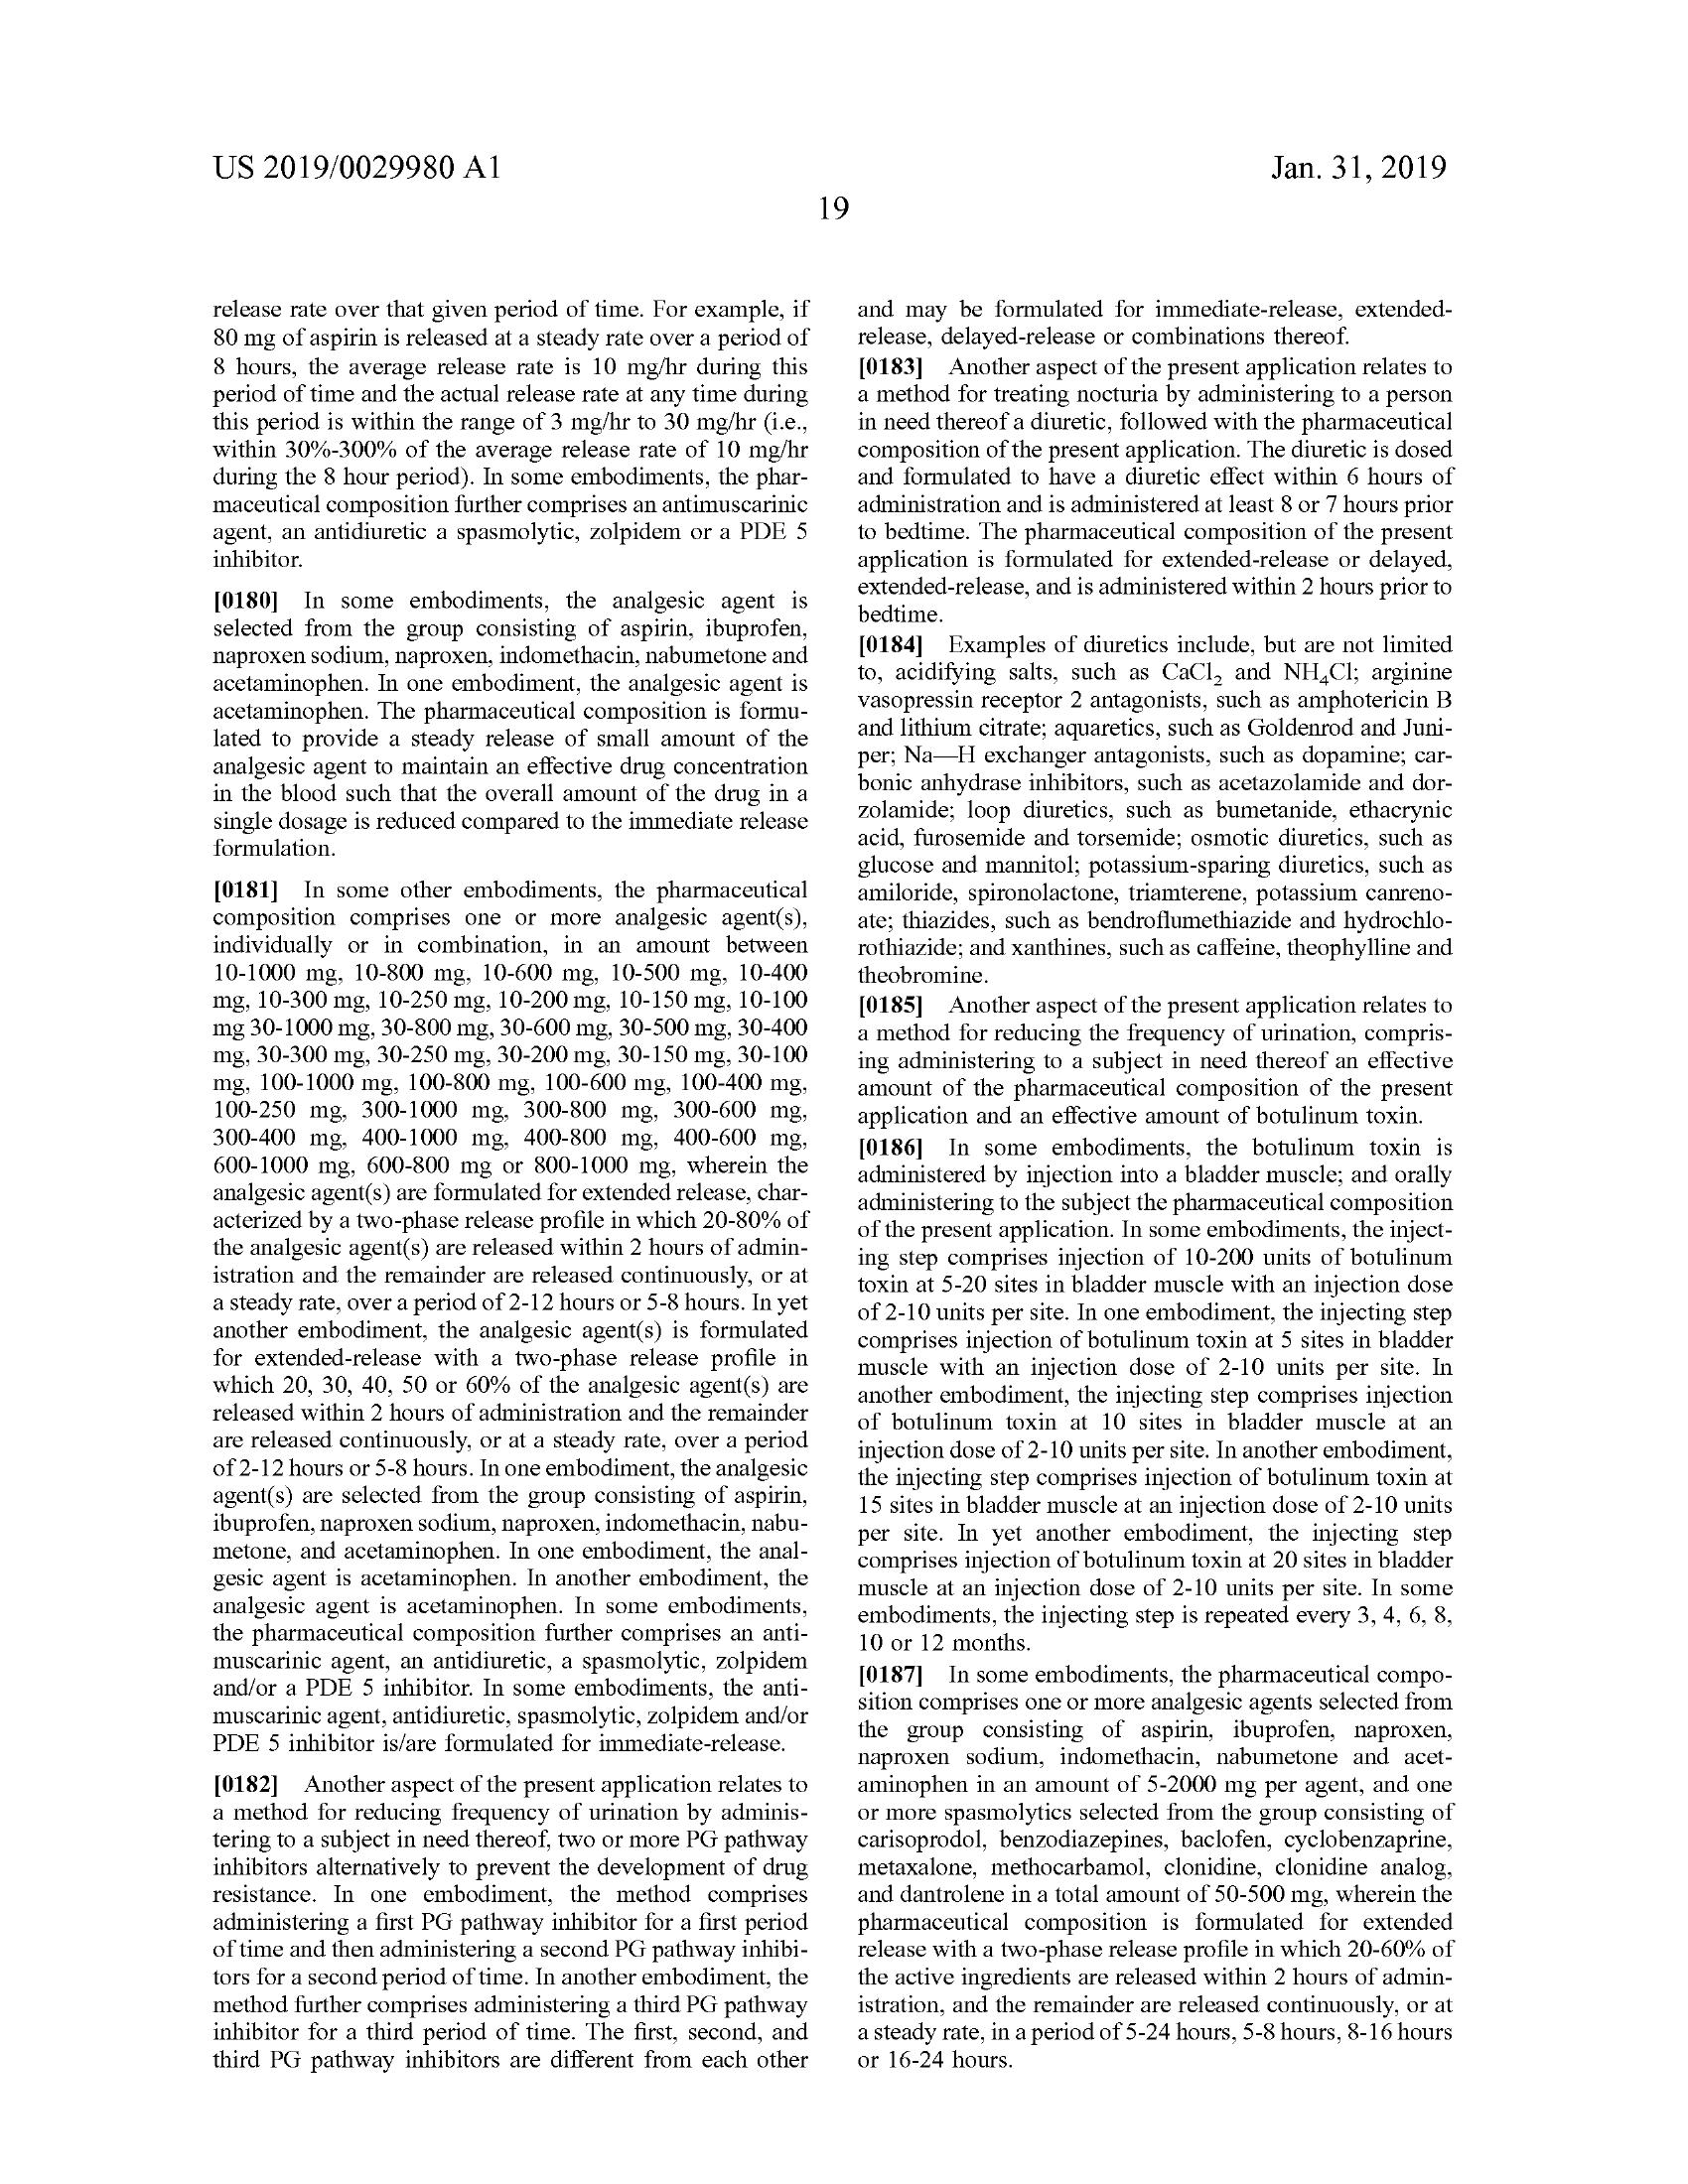 US 2019/0029980 A1
Jan. 31, 2019
19
release rate over that given period of time. For example, if
80 mg of aspirin is released at a steady rate over a period of
8 hours, the average release rate is 10 mg/hr during this
period of time and the actual release rate at any time during
this period is within the range of 3 mg/hr to 30 mg/hr (i.e.,
within 30%-300% of the average release rate of 10 mg/hr
during the 8 hour period). In some embodiments, the phar-
maceutical composition further comprises an antimuscarinic
agent, an antidiuretic a spasmolytic, zolpidem or a PDE 5
inhibitor.
[0180] In some embodiments, the analgesic agent is
selected from the group consisting of aspirin, ibuprofen,
naproxen sodium, naproxen, indomethacin, nabumetone and
acetaminophen. In one embodiment, the analgesic agent is
acetaminophen. The pharmaceutical composition is formu-
lated to provide a steady release of small amount of the
analgesic agent to maintain an effective drug concentration
in the blood such that the overall amount of the drug in a
single dosage is reduced compared to the immediate release
formulation.
[0181] In some other embodiments, the pharmaceutical
composition comprises one or more analgesic agent(s),
individually or in combination, in an amount between
10-1000 mg, 10-800 mg, 10-600 mg, 10-500 mg, 10-400
mg, 10-300 mg, 10-250 mg, 10-200 mg, 10-150 mg, 10-100
mg 30-1000 mg, 30-800 mg, 30-600 mg, 30-500 mg, 30-400
mg, 30-300 mg, 30-250 mg, 30-200 mg, 30-150 mg, 30-100
mg, 100-1000 mg, 100-800 mg, 100-600 mg, 100-400 mg,
100-250 mg, 300-1000 mg, 300-800 mg, 300-600 mg,
300-400 mg, 400-1000 mg, 400-800 mg, 400-600 mg,
600-1000 mg, 600-800 mg or 800-1000 mg, wherein the
analgesic agent(s) are formulated for extended release, char-
acterized by a two-phase release profile in which 20-80% of
the analgesic agent(s) are released within 2 hours of admin-
istration and the remainder are released continuously, or at
a steady rate, over a period of 2-12 hours or 5-8 hours. In yet
another embodiment, the analgesic agent(s) is formulated
for extended-release with a two-phase release profile in
which 20, 30, 40, 50 or 60% of the analgesic agent(s) are
released within 2 hours of administration and the remainder
are released continuously, or at a steady rate, over a period
of 2-12 hours or 5-8 hours. In one embodiment, the analgesic
agent(s) are selected from the group consisting of aspirin,
ibuprofen, naproxen sodium, naproxen, indomethacin, nabu-
metone, and acetaminophen. In one embodiment, the anal-
gesic agent is acetaminophen. In another embodiment, the
analgesic agent is acetaminophen. In some embodiments,
the pharmaceutical composition further comprises an anti-
muscarinic agent, an antidiuretic, a spasmolytic, zolpidem
and/or a PDE 5 inhibitor. In some embodiments, the anti-
muscarinic agent, antidiuretic, spasmolytic, zolpidem and/or
PDE 5 inhibitor is/are formulated for immediate-release.
[0182] Another aspect of the present application relates to
a method for reducing frequency of urination by adminis-
tering to a subject in need thereof, two or more PG pathway
inhibitors alternatively to prevent the development of drug
resistance. In one embodiment, the method comprises
administering a first PG pathway inhibitor for a first period
of time and then administering a second PG pathway inhibi-
tors for a second period of time. In another embodiment, the
method further comprises administering a third PG pathway
inhibitor for a third period of time. The first, second, and
third PG pathway inhibitors are different from each other
and may be formulated for immediate-release, extended-
release, delayed-release or combinations thereof.
[0183] Another aspect of the present application relates to
a method for treating nocturia by administering to a person
in need thereof a diuretic, followed with the pharmaceutical
composition of the present application. The diuretic is dosed
and formulated to have a diuretic effect within 6 hours of
administration and is administered at least 8 or 7 hours prior
to bedtime. The pharmaceutical composition of the present
application is formulated for extended-release or delayed,
extended-release, and is administered within 2 hours prior to
bedtime.
[0184] Examples of diuretics include, but are not limited
to, acidifying salts, such as CaCl₂ and NH₄Cl; arginine
vasopressin receptor 2 antagonists, such as amphotericin B
and lithium citrate; aquaretics, such as Goldenrod and Juni-
per; Na—H exchanger antagonists, such as dopamine; car-
bonic anhydrase inhibitors, such as acetazolamide and dor-
zolamide; loop diuretics, such as bumetanide, ethacrynic
acid, furosemide and torsemide; osmotic diuretics, such as
glucose and mannitol; potassium-sparing diuretics, such as
amiloride, spironolactone, triamterene, potassium canreno-
ate; thiazides, such as bendroflumethiazide and hydrochlo-
rothiazide; and xanthines, such as caffeine, theophylline and
theobromine.
[0185] Another aspect of the present application relates to
a method for reducing the frequency of urination, compris-
ing administering to a subject in need thereof an effective
amount of the pharmaceutical composition of the present
application and an effective amount of botulinum toxin.
[0186] In some embodiments, the botulinum toxin is
administered by injection into a bladder muscle; and orally
administering to the subject the pharmaceutical composition
of the present application. In some embodiments, the inject-
ing step comprises injection of 10-200 units of botulinum
toxin at 5-20 sites in bladder muscle with an injection dose
of 2-10 units per site. In one embodiment, the injecting step
comprises injection of botulinum toxin at 5 sites in bladder
muscle with an injection dose of 2-10 units per site. In
another embodiment, the injecting step comprises injection
of botulinum toxin at 10 sites in bladder muscle at an
injection dose of 2-10 units per site. In another embodiment,
the injecting step comprises injection of botulinum toxin at
15 sites in bladder muscle at an injection dose of 2-10 units
per site. In yet another embodiment, the injecting step
comprises injection of botulinum toxin at 20 sites in bladder
muscle at an injection dose of 2-10 units per site. In some
embodiments, the injecting step is repeated every 3, 4, 6, 8,
10 or 12 months.
[0187] In some embodiments, the pharmaceutical compo-
sition comprises one or more analgesic agents selected from
the group consisting of aspirin, ibuprofen, naproxen,
naproxen sodium, indomethacin, nabumetone and acet-
aminophen in an amount of 5-2000 mg per agent, and one
or more spasmolytics selected from the group consisting of
carisoprodol, benzodiazepines, baclofen, cyclobenzaprine,
metaxalone, methocarbamol, clonidine, clonidine analog,
and dantrolene in a total amount of 50-500 mg, wherein the
pharmaceutical composition is formulated for extended
release with a two-phase release profile in which 20-60% of
the active ingredients are released within 2 hours of admin-
istration, and the remainder are released continuously, or at
a steady rate, in a period of 5-24 hours, 5-8 hours, 8-16 hours
or 16-24 hours.